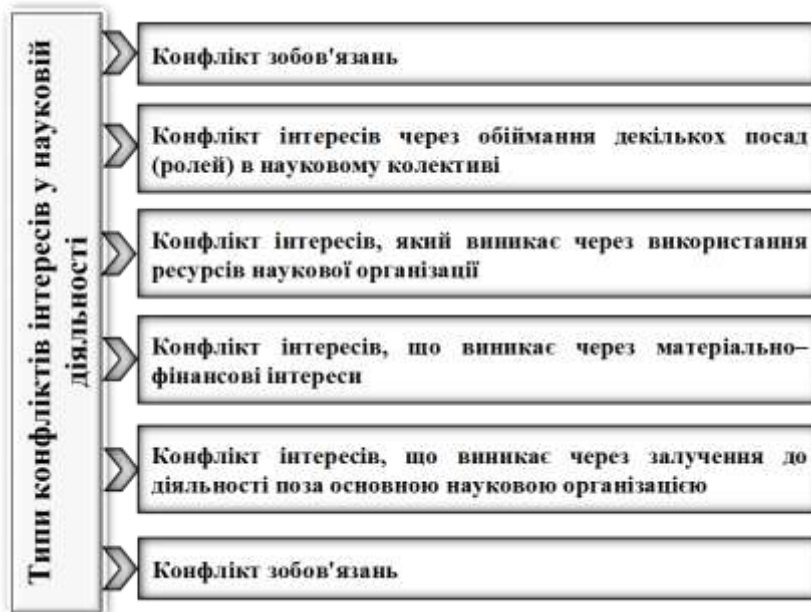 Типи конфліктів інтересів у науковій
діяльності
Конфлікт зобов'язань
Конфлікт інтересів через обіймання декількох посад
(ролей) в науковому колективі
Конфлікт інтересів, який виникає через використання
ресурсів наукової організації
Конфлікт інтересів, що виникає через матеріально–
фінансові інтереси
Конфлікт інтересів, що виникає через залучення до
діяльності поза основною науковою організацією
Конфлікт зобов'язань